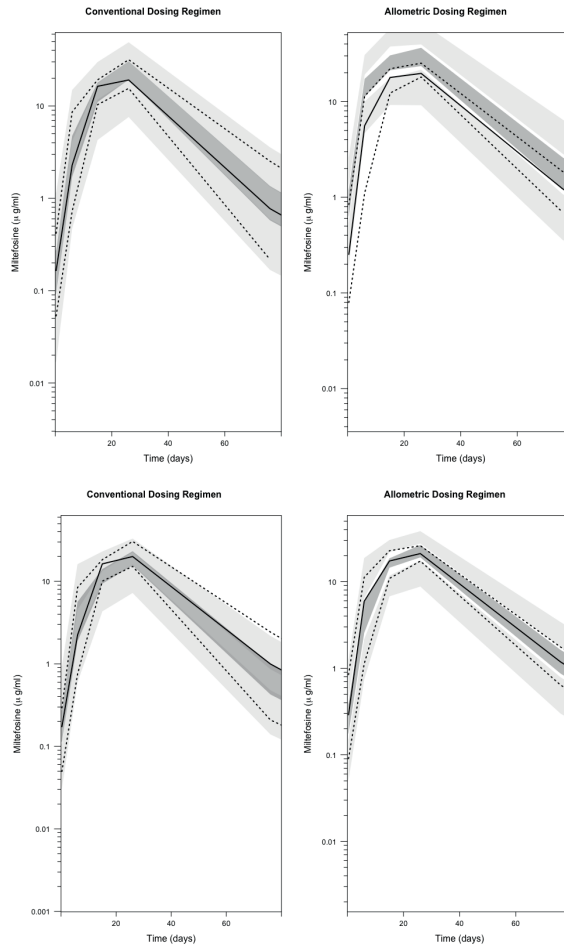 Conventional Dosing Regimen
Miltefosine (μ g/ml)
10
1
0.1
0.01
20
40
60
Time (days)
Allometric Dosing Regimen
Miltefosine (μ g/ml)
10
1
0.1
0.01
20
40
60
Time (days)
Conventional Dosing Regimen
Miltefosine (μ g/ml)
10
1
0.1
0.01
0.001
0
20
40
60
Time (days)
Allometric Dosing Regimen
Miltefosine (μ g/ml)
10
1
0.1
0.01
0
20
40
60
Time (days)